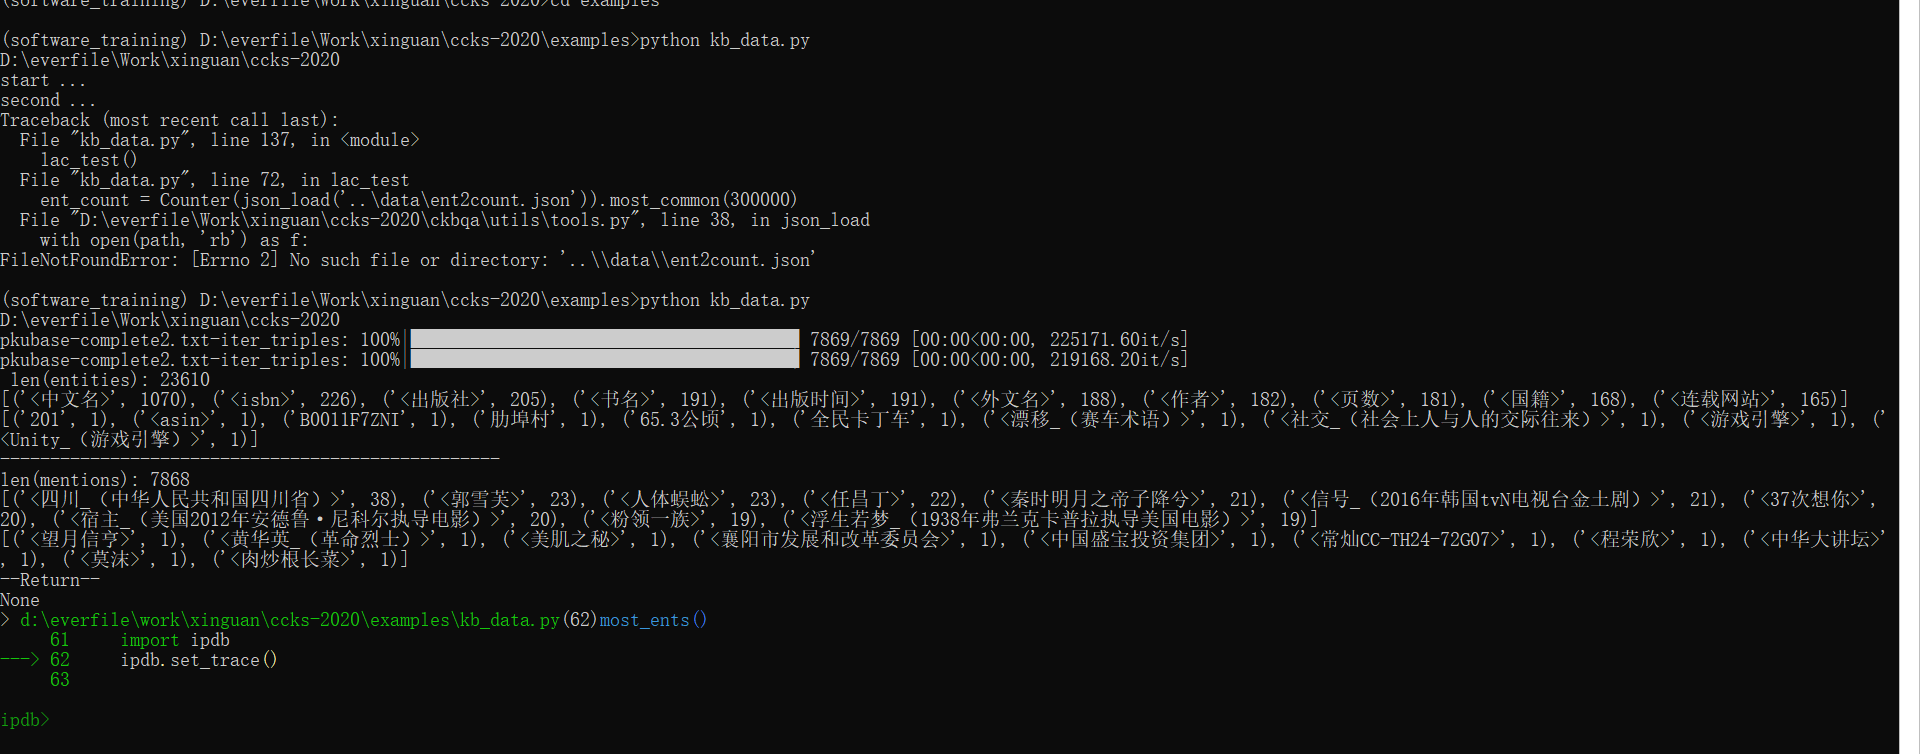 (software_training) D:\everfile\Work\xinguan\ccks-2020>cd examples
(software_training) D:\everfile\Work\xinguan\ccks-2020\examples>python kb_data.py
D:\everfile\Work\xinguan\ccks-2020
start ...
second ...
Traceback (most recent call last):
  File "kb_data.py", line 137, in <module>
    lac_test()
  File "kb_data.py", line 72, in lac_test
    ent_count = Counter(json_load('..\data\ent2count.json')).most_common(300000)
  File "D:\everfile\Work\xinguan\ccks-2020\ckbqa\utils\tools.py", line 38, in json_load
    with open(path, 'rb') as f:
FileNotFoundError: [Errno 2] No such file or directory: '..\\data\\ent2count.json'
(software_training) D:\everfile\Work\xinguan\ccks-2020\examples>python kb_data.py
D:\everfile\Work\xinguan\ccks-2020
pkubase-complete2.txt-iter_triples: 100%|██████████| 7869/7869 [00:00<00:00, 225171.60it/s]
pkubase-complete2.txt-iter_triples: 100%|██████████| 7869/7869 [00:00<00:00, 219168.20it/s]
 len(entities): 23610
[('<中文名>', 1070), ('<isbn>', 226), ('<出版社>', 205), ('<书名>', 191), ('<出版时间>', 191), ('<外文名>', 188), ('<作者>', 182), ('<页数>', 181), ('<国籍>', 168), ('<连载网站>', 165)]
[('201', 1), ('<asin>', 1), ('B0011F7ZNI', 1), ('肋埠村', 1), ('65.3公顷', 1), ('全民卡丁车', 1), ('<漂移_（赛车术语）>', 1), ('<社交_（社会上人与人的交际往来）>', 1), ('<游戏引擎>', 1), ('
<Unity_（游戏引擎）>', 1)]
--------------------------------------------------
len(mentions): 7868
[('<四川_（中华人民共和国四川省）>', 38), ('<郭雪芙>', 23), ('<人体蜈蚣>', 23), ('<任昌丁>', 22), ('<秦时明月之帝子降兮>', 21), ('<信号_（2016年韩国tvN电视台金土剧）>', 21), ('<37次想你>',
20), ('<宿主_（美国2012年安德鲁·尼科尔执导电影）>', 20), ('<粉领一族>', 19), ('<浮生若梦_（1938年弗兰克卡普拉执导美国电影）>', 19)]
[('<望月信亨>', 1), ('<黄华英_（革命烈士）>', 1), ('<美肌之秘>', 1), ('<襄阳市发展和改革委员会>', 1), ('<中国盛宝投资集团>', 1), ('<常灿CC-TH24-72G07>', 1), ('<程荣欣>', 1), ('<中华大讲坛>'
, 1), ('<莫沫>', 1), ('<肉炒根长菜>', 1)]
--Return--
None
> d:\everfile\work\xinguan\ccks-2020\examples\kb_data.py(62)most_ents()
     61     import ipdb
---> 62     ipdb.set_trace()
     63
ipdb>